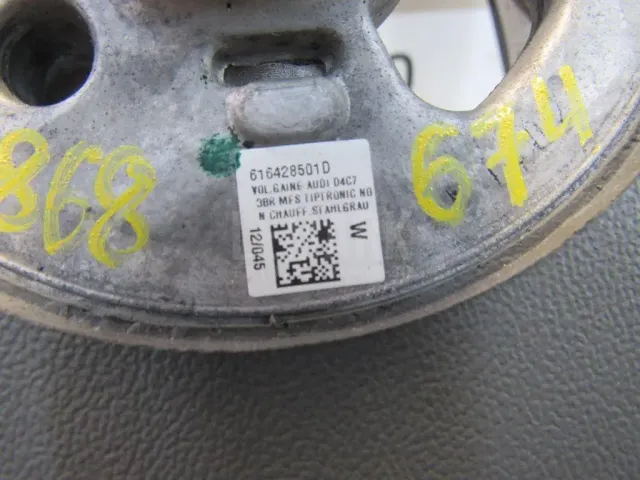 868
674
616428501D
VOL.GAINE AUDI D4C7
3BR MFS TIPTRONIC NO
N CHAUFF.STAHLGRAU
12/045
W